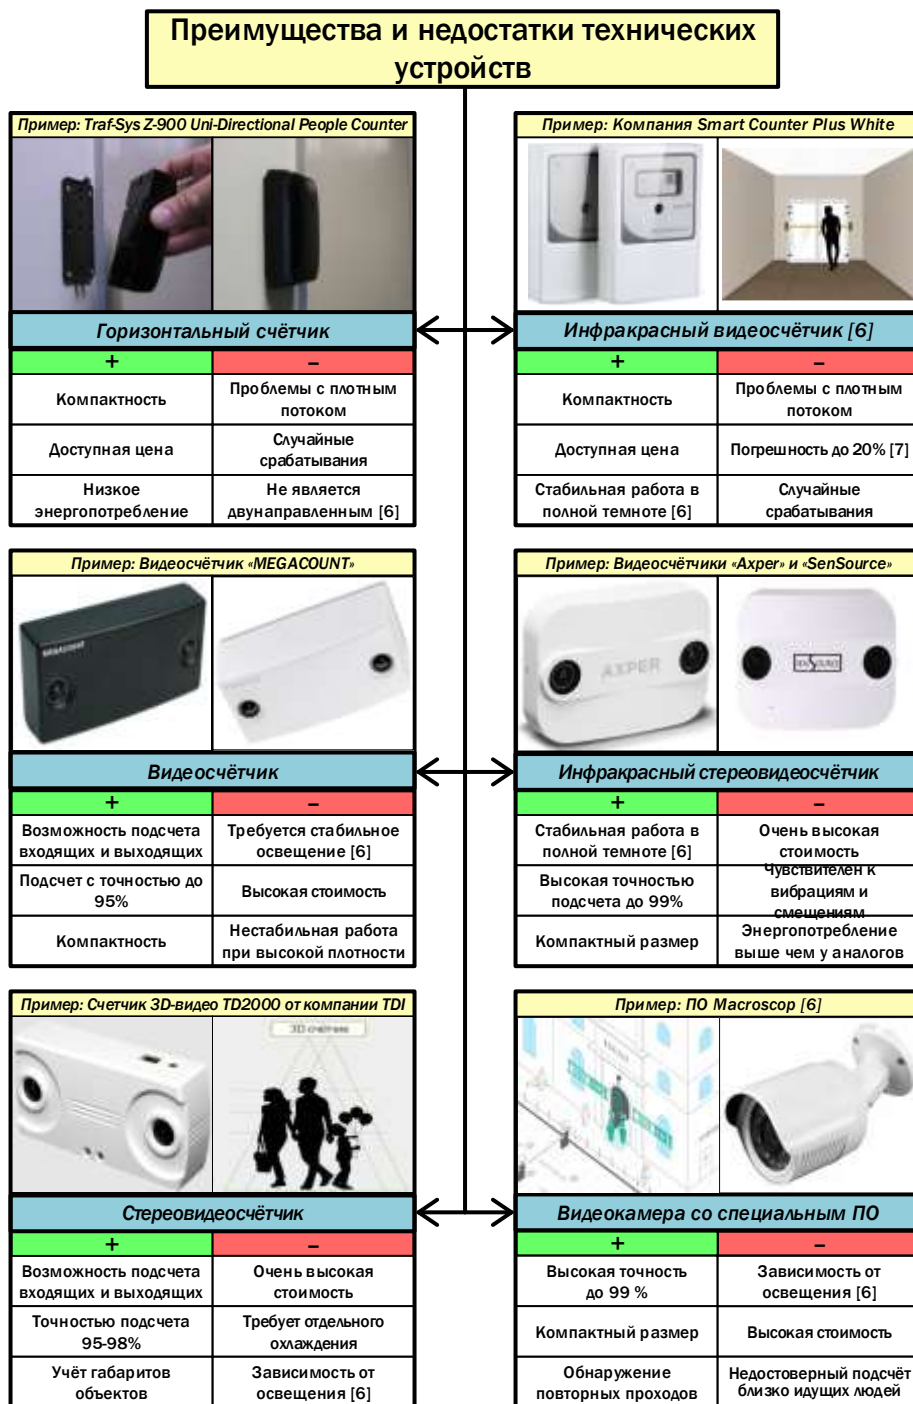 Преимущества и недостатки технических
устройств
Пример: Traf-Sys Z-900 Uni-Directional People Counter
Горизонтальный счётчик
+
–
Компактность
Проблемы с плотным
потоком
Доступная цена
Случайные
срабатывания
Низкое
энергопотребление
Не является
двунаправленным [6]
Пример: Компания Smart Counter Plus White
Инфракрасный видеосчётчик [6]
+
–
Компактность
Проблемы с плотным
потоком
Доступная цена
Погрешность до 20% [7]
Стабильная работа в
полной темноте [6]
Случайные
срабатывания
Пример: Видеосчётчик «MEGACOUNT»
MEGACOUNT
Видеосчётчик
+
–
Возможность подсчета
входящих и выходящих
Требуется стабильное
освещение [6]
Подсчет с точностью до
95%
Высокая стоимость
Компактность
Нестабильная работа
при высокой плотности
Пример: Видеосчётчики «Axper» и «SenSource»
AXPER
SENSOURCE
Инфракрасный стереовидеосчётчик
+
–
Стабильная работа в
полной темноте [6]
Очень высокая
стоимость
Высокая точностью
подсчета до 99%
Чувствителен к
вибрациям и
смещениям
Компактный размер
Энергопотребление
выше чем у аналогов
Пример: Счетчик 3D-видео TD2000 от компании TDI
3D счётчик
Стереовидеосчётчик
+
–
Возможность подсчета
входящих и выходящих
Очень высокая
стоимость
Точностью подсчета
95-98%
Требует отдельного
охлаждения
Учёт габаритов
объектов
Зависимость от
освещения [6]
Пример: ПО Macroscop [6]
Видеокамера со специальным ПО
+
–
Высокая точность
до 99 %
Зависимость от
освещения [6]
Компактный размер
Высокая стоимость
Обнаружение
повторных проходов
Недостоверный подсчёт
близко идущих людей